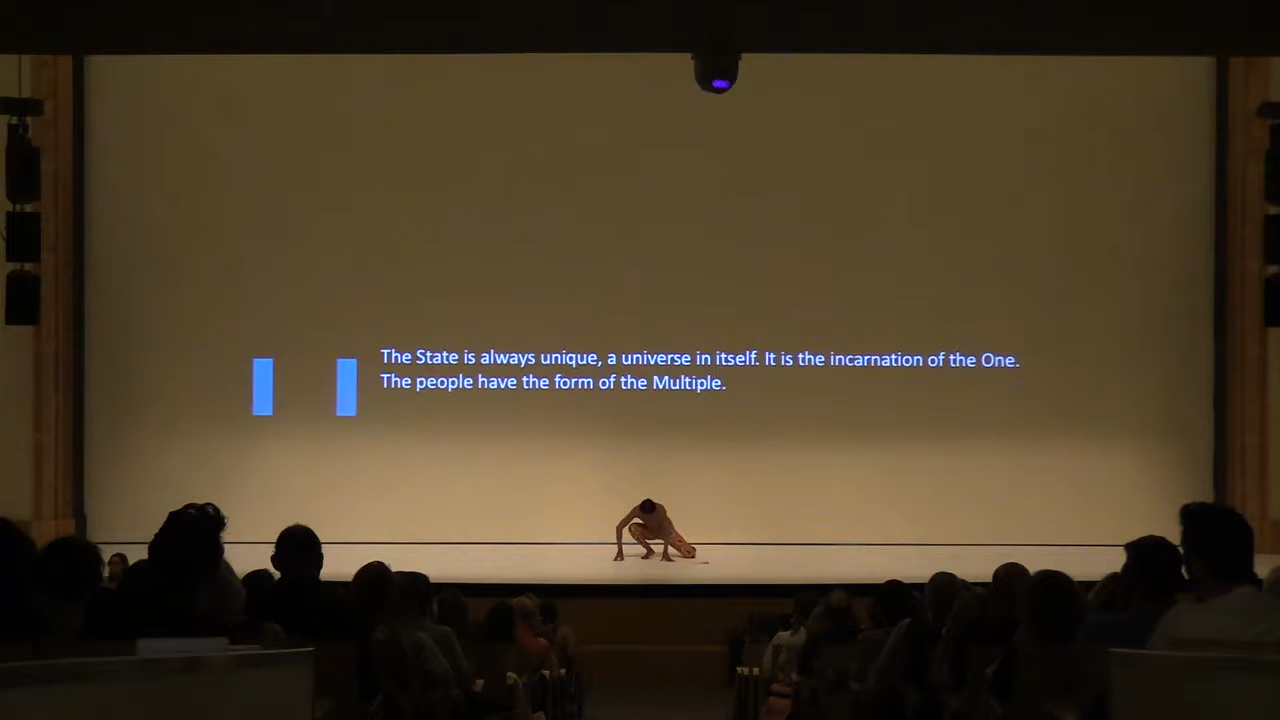 The State is always unique, a universe in itself. It is the incarnation of the One.
The people have the form of the Multiple.